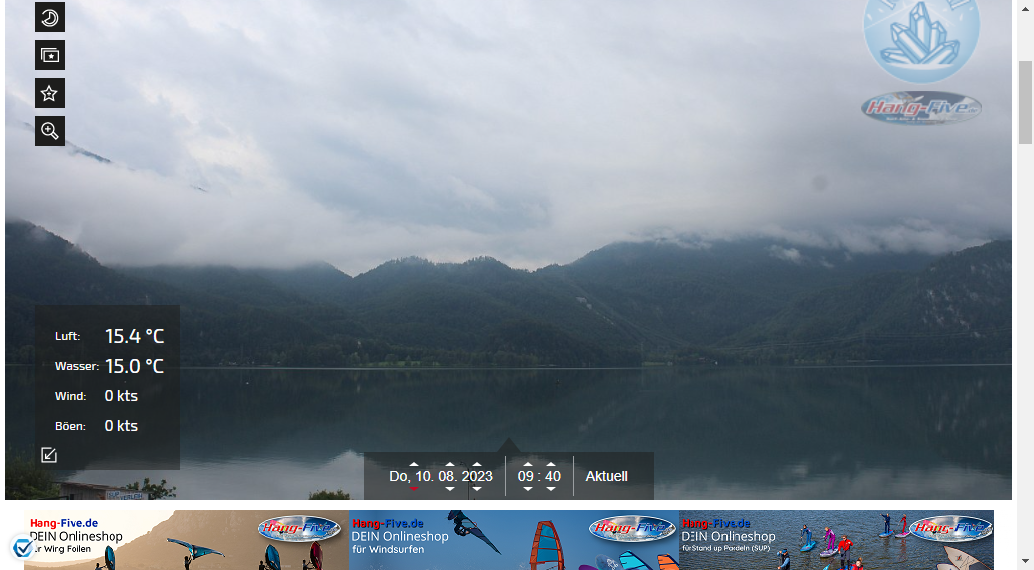 Hang-Five
Luft: 15.4 °C
Wasser: 15.0 °C
Wind: 0 kts
Böen: 0 kts
Do, 10. 08. 2023 09 : 40 Aktuell
Hang-Five.de
DEIN Onlineshop
für Wing Foilen
Hang-Five
Hang-Five.de
DEIN Onlineshop
für Windsurfen
Hang-Five
Hang-Five.de
DEIN Onlineshop
für Stand up Paddeln (SUP)
Hang-Five